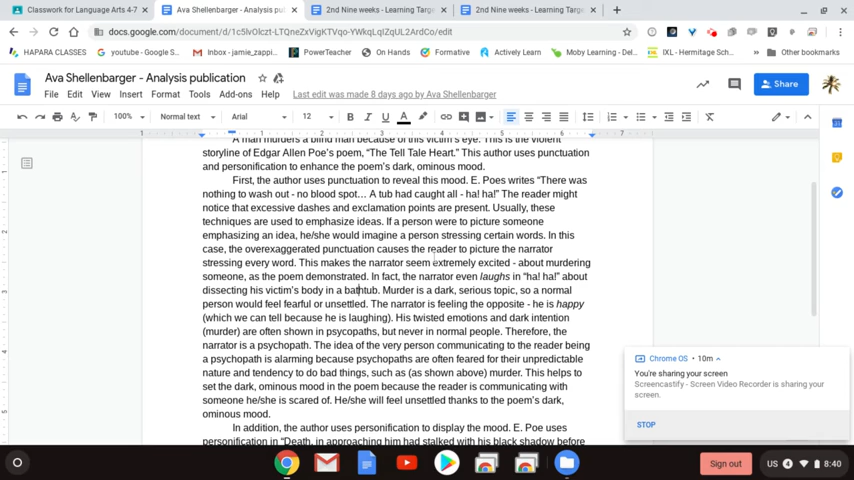 Classwork for Language Arts 4-7
Ava Shellenbarger - Analysis pu
2nd Nine weeks - Learning Target
2nd Nine weeks - Learning Targ
docs.google.com/document/d/1c5lvOlczt-LTQneZxVigKTVqo-YWkqLqIZqUL2ArdCo/edit
HAPARA CLASSES
youtube - Google S...
Inbox - jamie_zappi...
PowerTeacher
On Hands
Formative
Actively Learn
Moby Learning - Del...
IXL - Hermitage Sch...
Other bookmarks
Ava Shellenbarger - Analysis publication
File Edit View Insert Format Tools Add-ons Help
Last edit was made 8 days ago by Ava Shellenbarger
Share
100%
Normal text
Arial
12
A man murders a blind man because of this victim's eye. This is the violent
storyline of Edgar Allen Poe's poem, "The Tell Tale Heart." This author uses punctuation
and personification to enhance the poem's dark, ominous mood.
First, the author uses punctuation to reveal this mood. E. Poes writes "There was
nothing to wash out - no blood spot… A tub had caught all - ha! ha!" The reader might
notice that excessive dashes and exclamation points are present. Usually, these
techniques are used to emphasize ideas. If a person were to picture someone
emphasizing an idea, he/she would imagine a person stressing certain words. In this
case, the overexaggerated punctuation causes the reader to picture the narrator
stressing every word. This makes the narrator seem extremely excited - about murdering
someone, as the poem demonstrated. In fact, the narrator even laughs in "ha! ha!" about
dissecting his victim's body in a bathtub. Murder is a dark, serious topic, so a normal
person would feel fearful or unsettled. The narrator is feeling the opposite - he is happy
(which we can tell because he is laughing). His twisted emotions and dark intention
(murder) are often shown in psycopaths, but never in normal people. Therefore, the
narrator is a psychopath. The idea of the very person communicating to the reader being
a psychopath is alarming because psychopaths are often feared for their unpredictable
nature and tendency to do bad things, such as (as shown above) murder. This helps to
set the dark, ominous mood in the poem because the reader is communicating with
someone he/she is scared of. He/She will feel unsettled thanks to the poem's dark,
ominous mood.
In addition, the author uses personification to display the mood. E. Poe uses
personification in "Death, in approaching him had stalked with his black shadow before
Chrome OS • 10m
You're sharing your screen
Screencastify - Screen Video Recorder is sharing your
screen.
STOP
Sign out
US 4 8:40